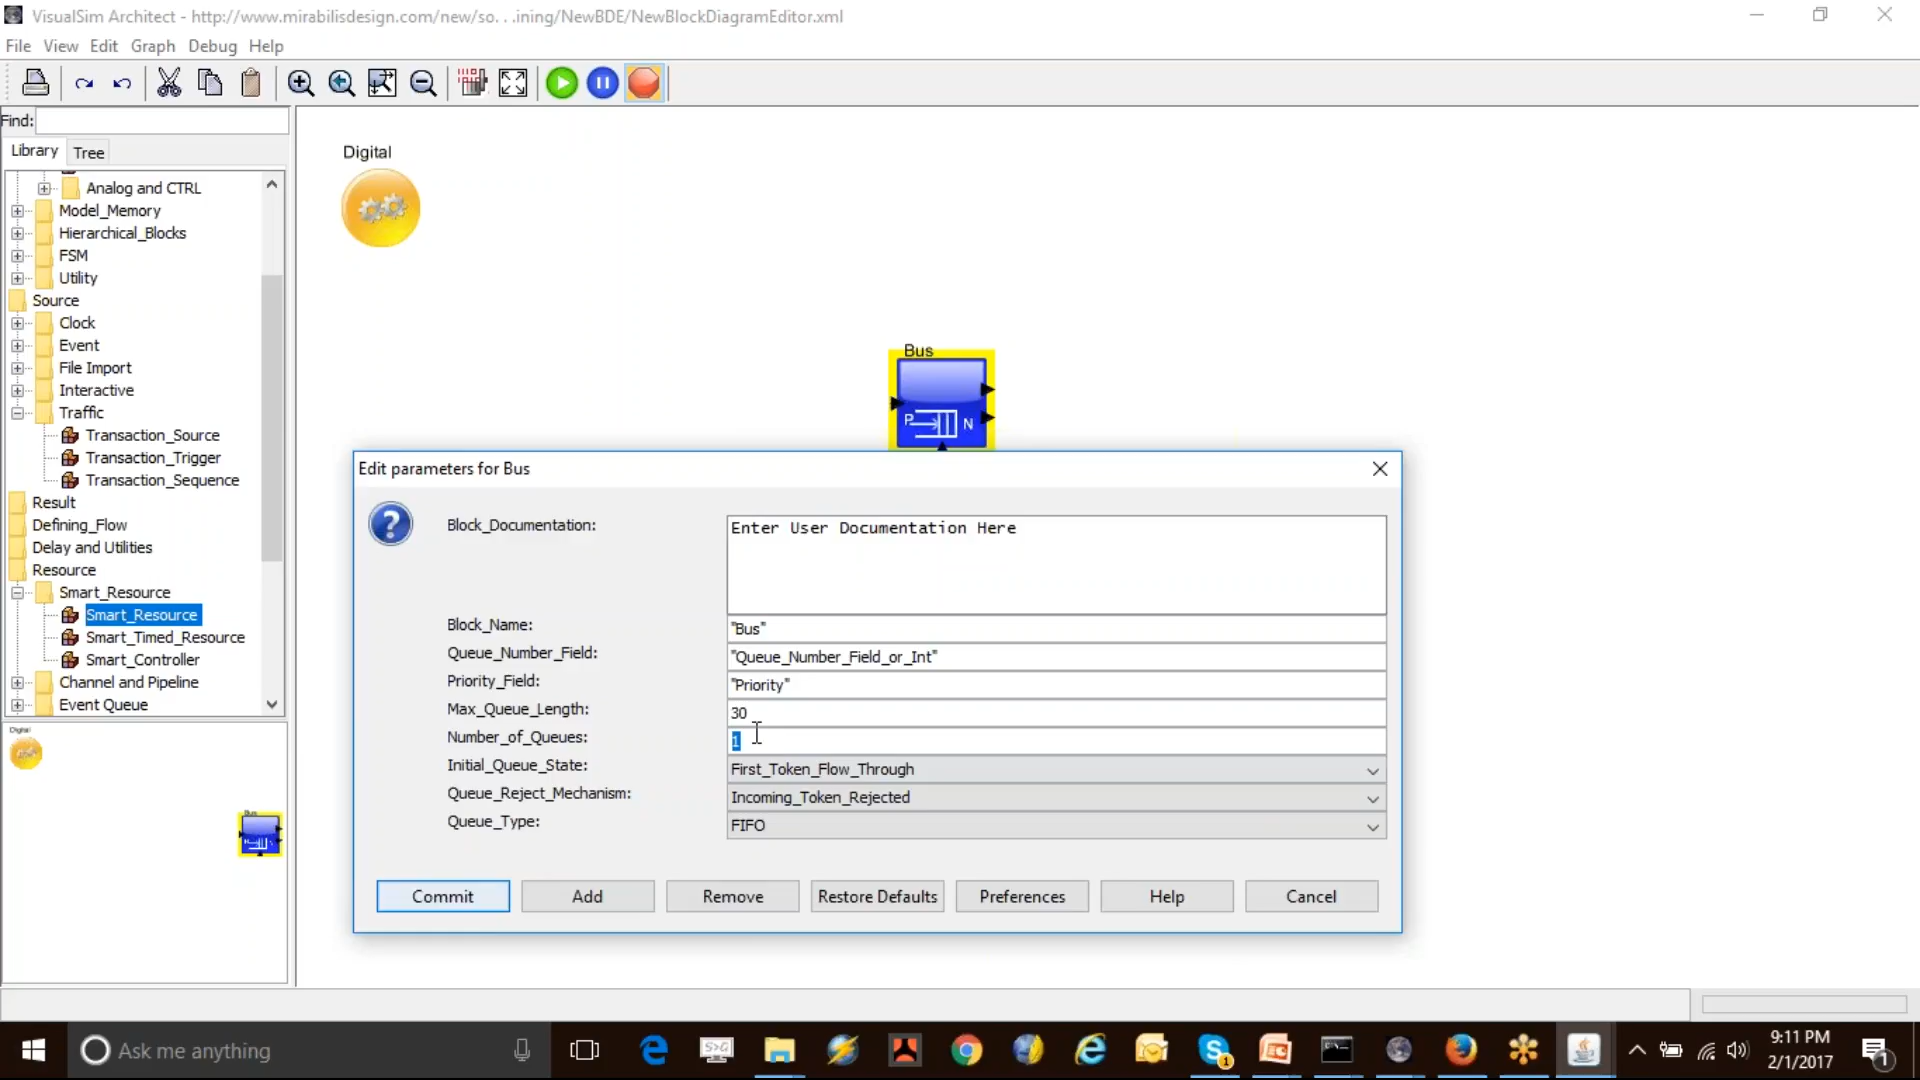 VisualSim Architect - http://www.mirabilisdesign.com/new/so. . .ining/NewBDE/NewBlockDiagramEditor.xml
File View Edit Graph Debug Help
Find:
Library Tree
Analog and CTRL
Model_Memory
Hierarchical_Blocks
FSM
Utility
Source
Clock
Event
File Import
Interactive
Traffic
Transaction_Source
Transaction_Trigger
Transaction_Sequence
Result
Defining_Flow
Delay and Utilities
Resource
Smart_Resource
Smart_Resource
Smart_Timed_Resource
Smart_Controller
Channel and Pipeline
Event Queue
Digital
Bus
P N
Edit parameters for Bus
Block_Documentation: Enter User Documentation Here
Block_Name: "Bus"
Queue_Number_Field: "Queue_Number_Field_or_Int"
Priority_Field: "Priority"
Max_Queue_Length: 30
Number_of_Queues: 1
Initial_Queue_State: First_Token_Flow_Through
Queue_Reject_Mechanism: Incoming_Token_Rejected
Queue_Type: FIFO
Commit Add Remove Restore Defaults Preferences Help Cancel
Digital
Bus
Ask me anything
9:11 PM
2/1/2017
1
1